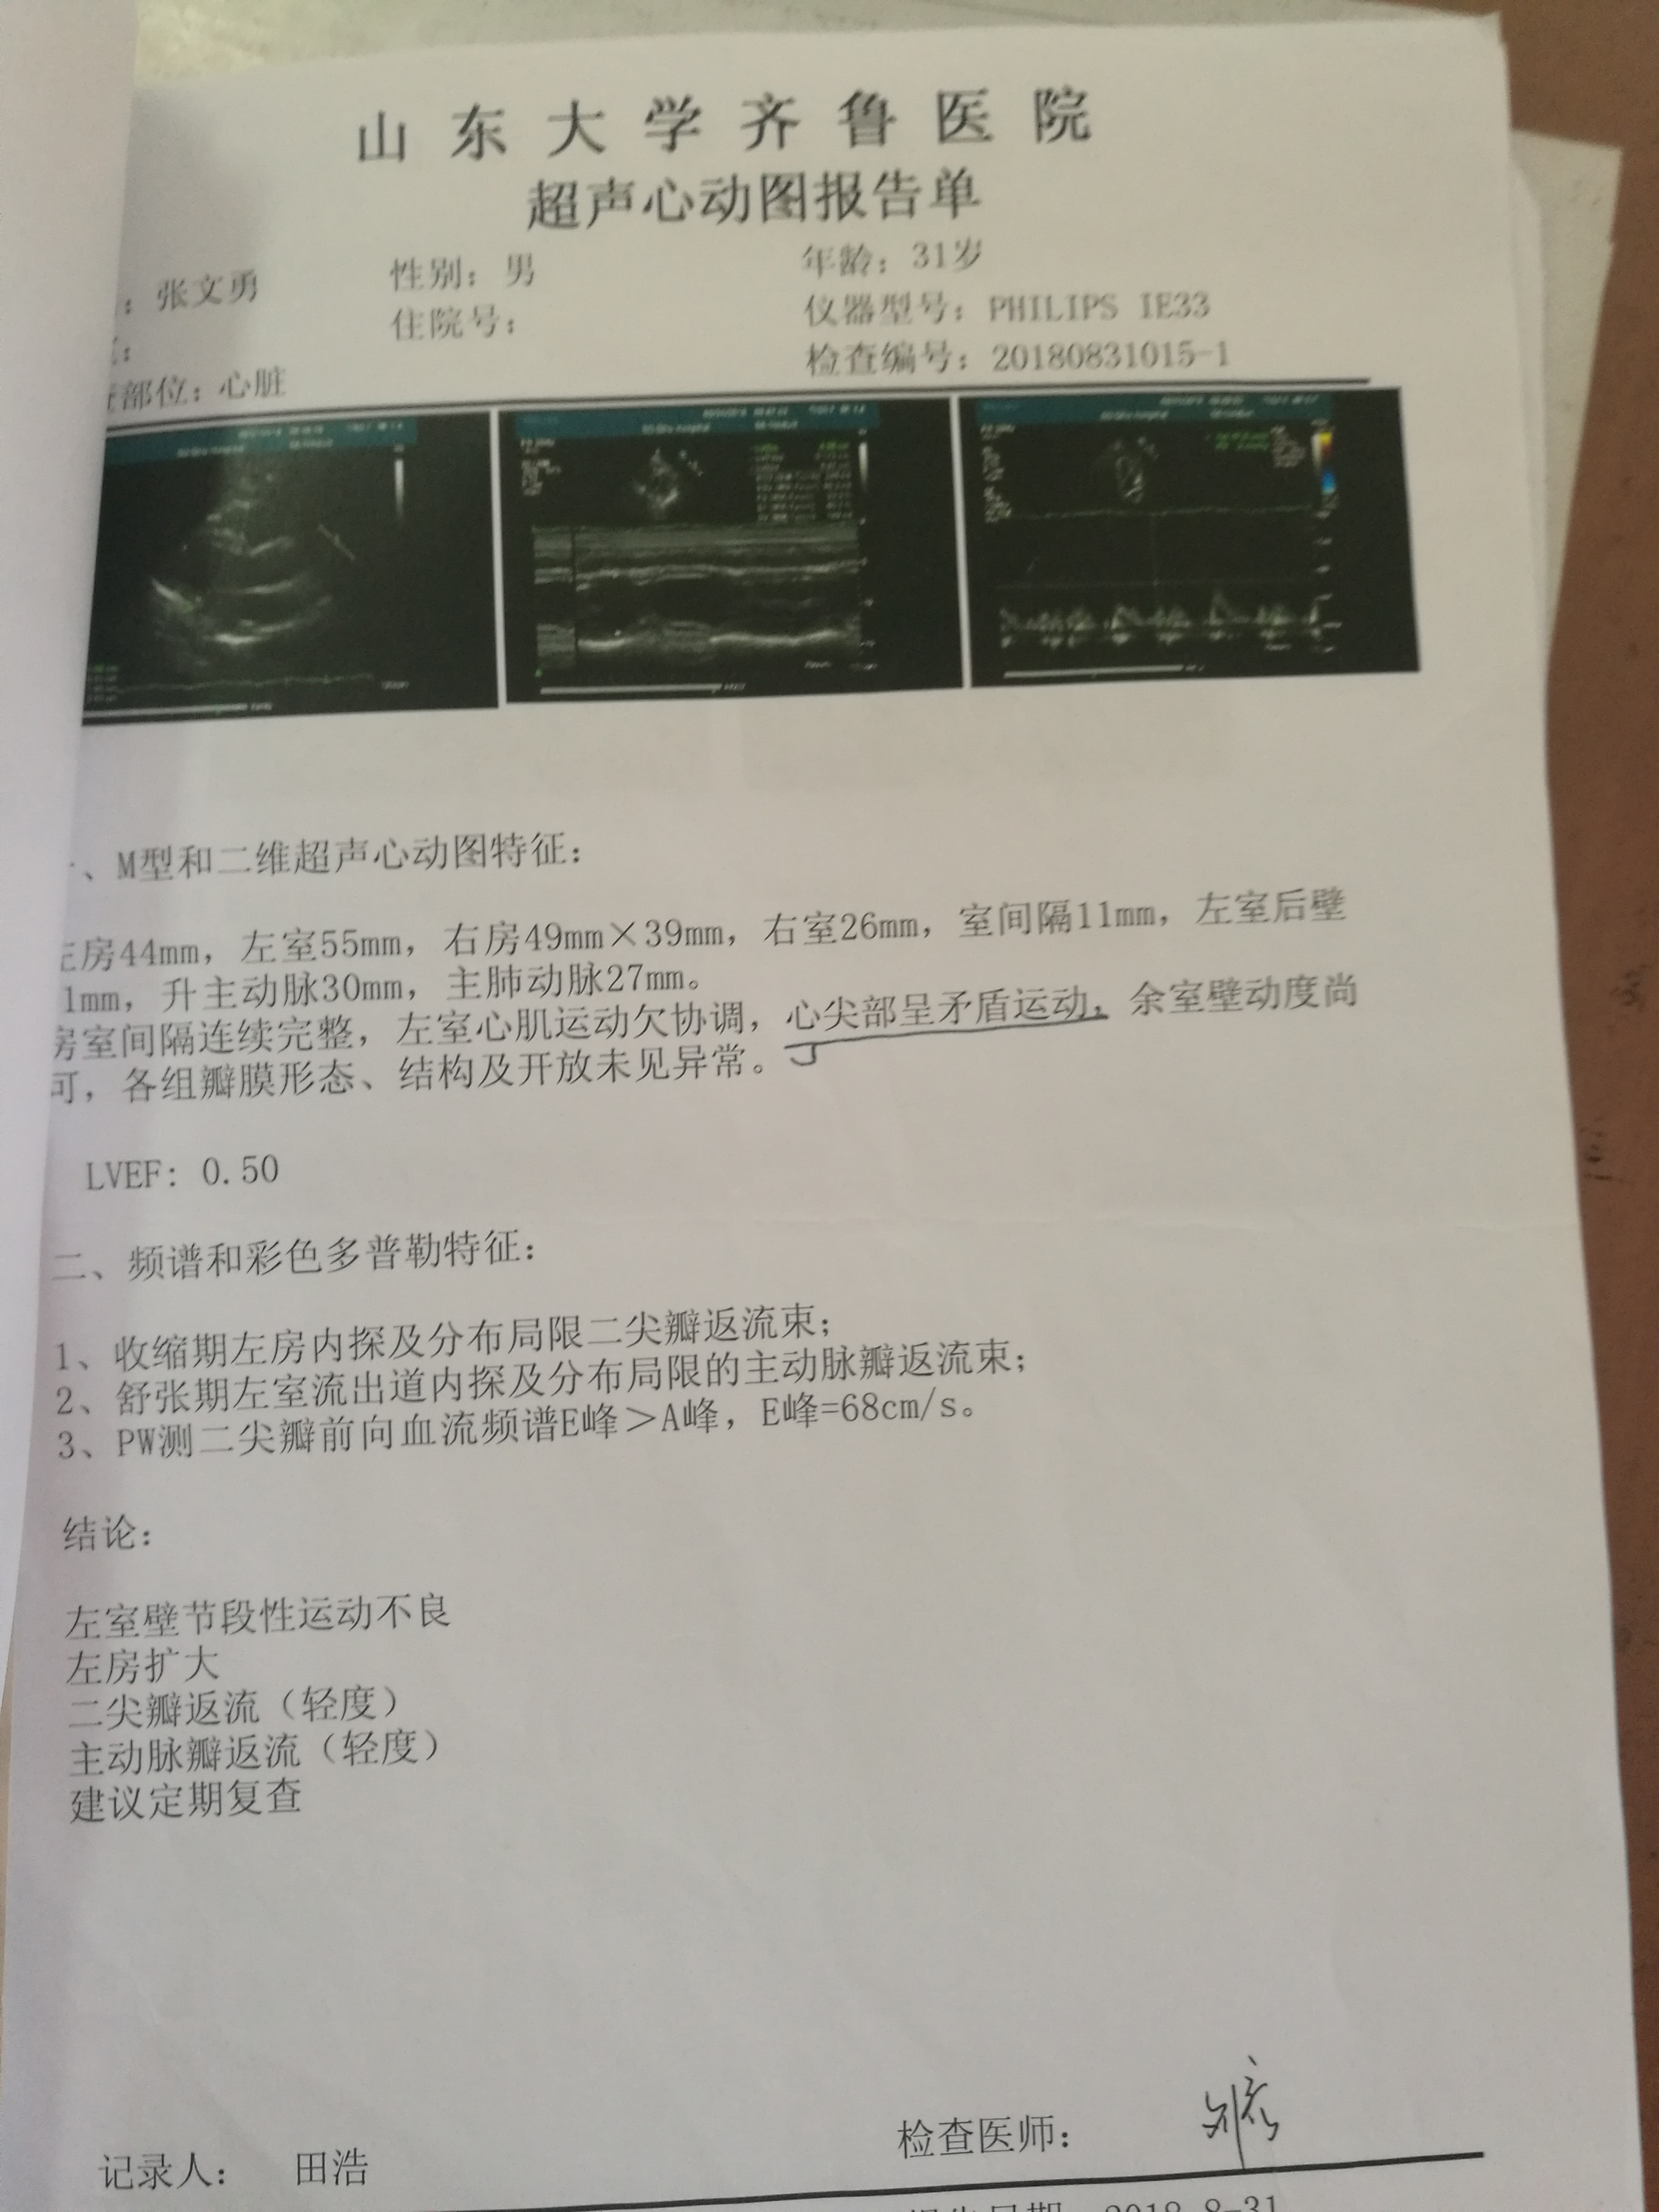 山东大学齐鲁医院
超声心动图报告单
：张文勇 性别：男 年龄：31岁
：住院号： 仪器型号：PHILIPS IE33
部位：心脏 检查编号：20180831015-1
、M型和二维超声心动图特征：
房44mm，左室55mm，右房49mm×39mm，右室26mm，室间隔11mm，左室后壁
1mm，升主动脉30mm，主肺动脉27mm。
房室间隔连续完整，左室心肌运动欠协调，心尖部呈矛盾运动，余室壁动度尚
可，各组瓣膜形态、结构及开放未见异常。
LVEF: 0.50
二、频谱和彩色多普勒特征：
1、收缩期左房内探及分布局限二尖瓣返流束；
2、舒张期左室流出道内探及分布局限的主动脉瓣返流束；
3、PW测二尖瓣前向血流频谱E峰＞A峰，E峰=68cm/s。
结论：
左室壁节段性运动不良
左房扩大
二尖瓣返流（轻度）
主动脉瓣返流（轻度）
建议定期复查
检查医师：
记录人： 田浩
2018-8-31